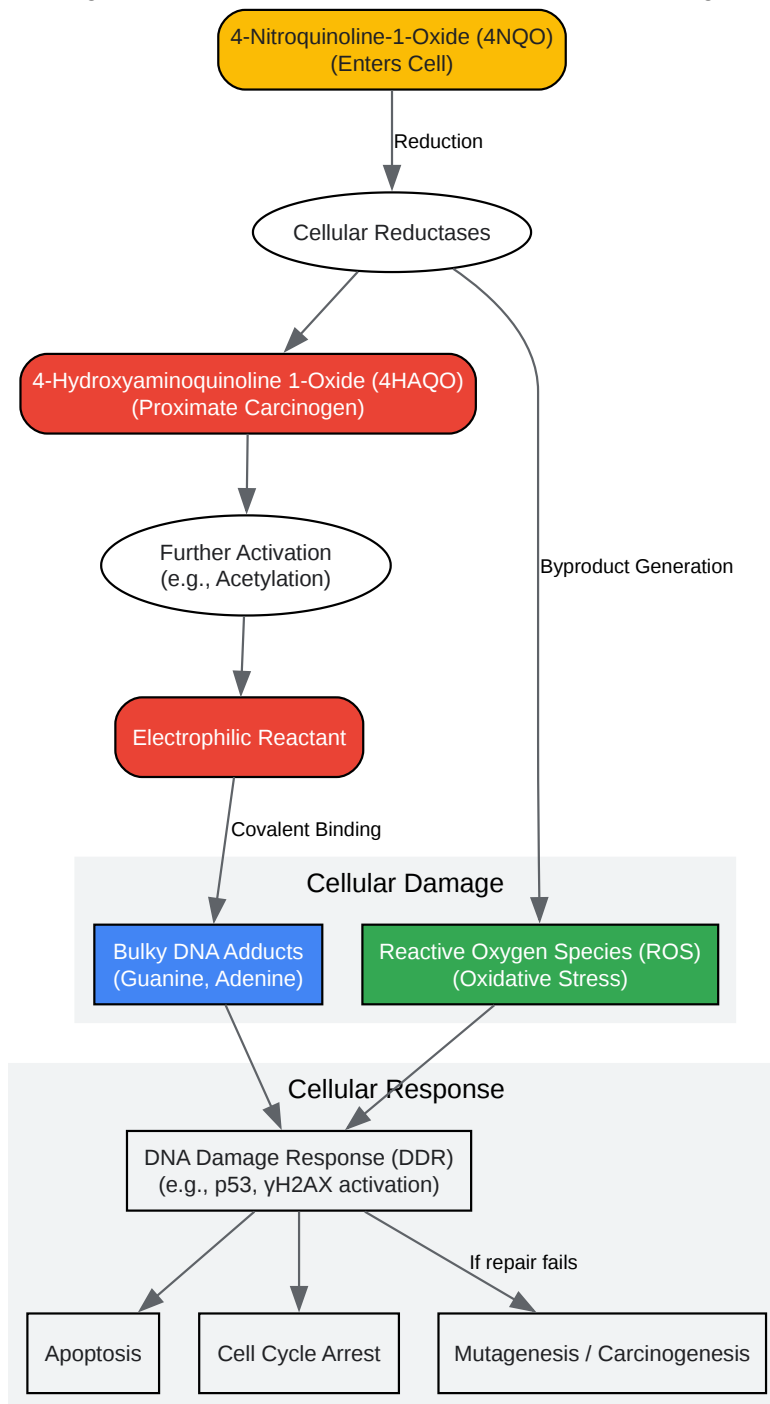 4-Nitroquinoline-1-Oxide (4NQO)
(Enters Cell)
Reduction
Cellular Reductases
4-Hydroxyaminoquinoline 1-Oxide (4HAQO)
(Proximate Carcinogen)
Further Activation
(e.g., Acetylation)
Byproduct Generation
Electrophilic Reactant
Covalent Binding
Cellular Damage
Bulky DNA Adducts
(Guanine, Adenine)
Reactive Oxygen Species (ROS)
(Oxidative Stress)
Cellular Response
DNA Damage Response (DDR)
(e.g., p53, γH2AX activation)
If repair fails
Apoptosis
Cell Cycle Arrest
Mutagenesis / Carcinogenesis